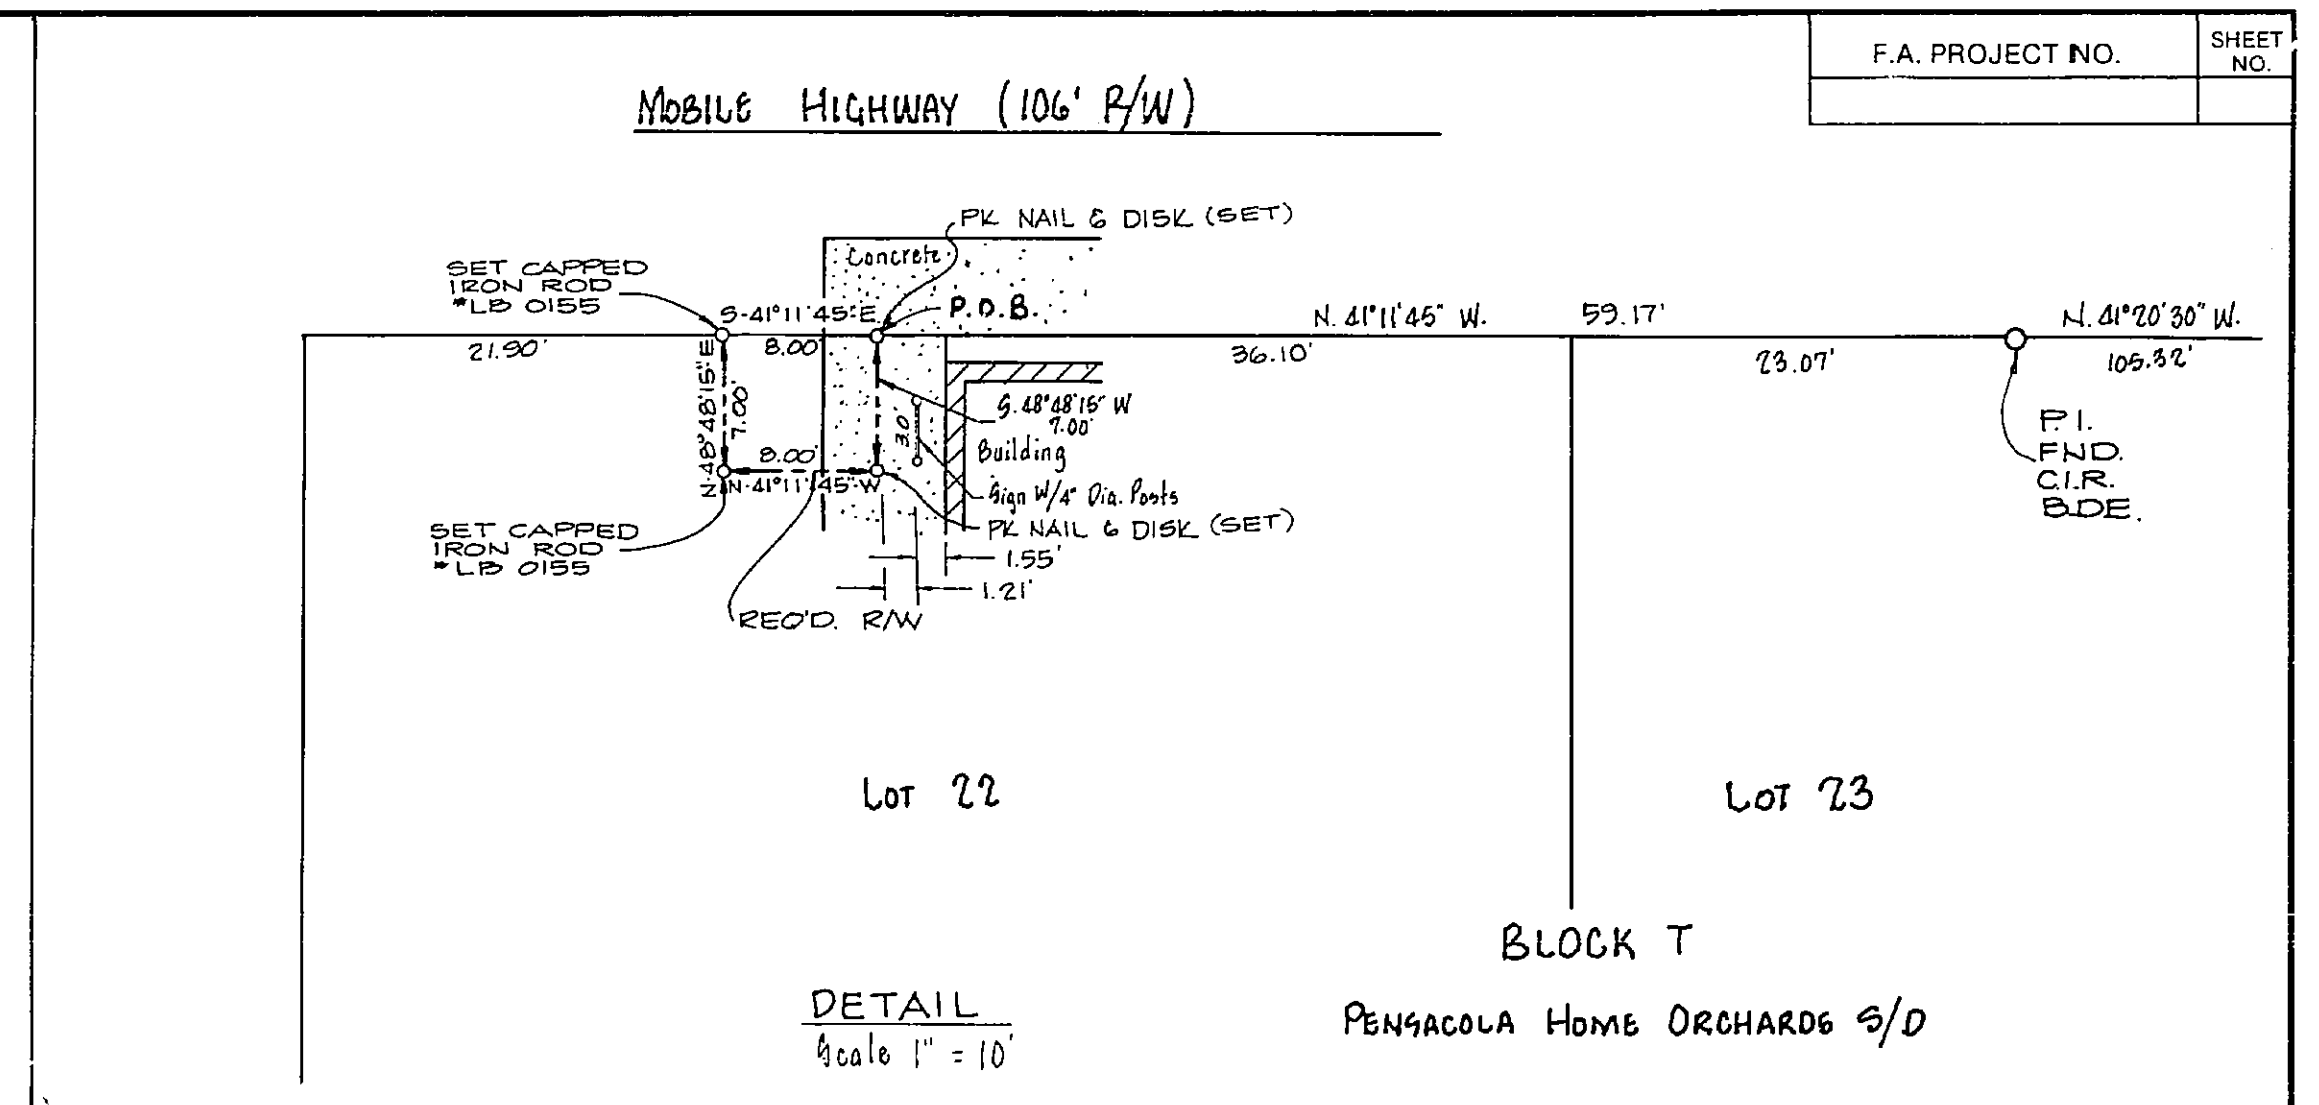 F.A. PROJECT NO.
SHEET
NO.
MOBILE HIGHWAY (106' R/W)
PK NAIL & DISK (SET)
Concrete
SET CAPPED
IRON ROD
#LB 0155
S-41°11'45"-E
P.O.B.
N. 41°11'45" W.
59.17'
N. 41°20'30" W.
21.90'
8.00'
36.10'
23.07'
105.32'
N-48°48'15"-E
7.00'
S. 48°48'15" W
7.00'
3.0
Building
P.I.
FND.
C.I.R.
B.D.E.
8.00'
N-41°11'45"-W
Sign W/4" Dia. Posts
PK NAIL & DISK (SET)
SET CAPPED
IRON ROD
#LB 0155
1.55'
1.21'
REQ'D. R/W
LOT 22
LOT 23
BLOCK T
DETAIL
Scale 1" = 10'
PENSACOLA HOME ORCHARDS S/D